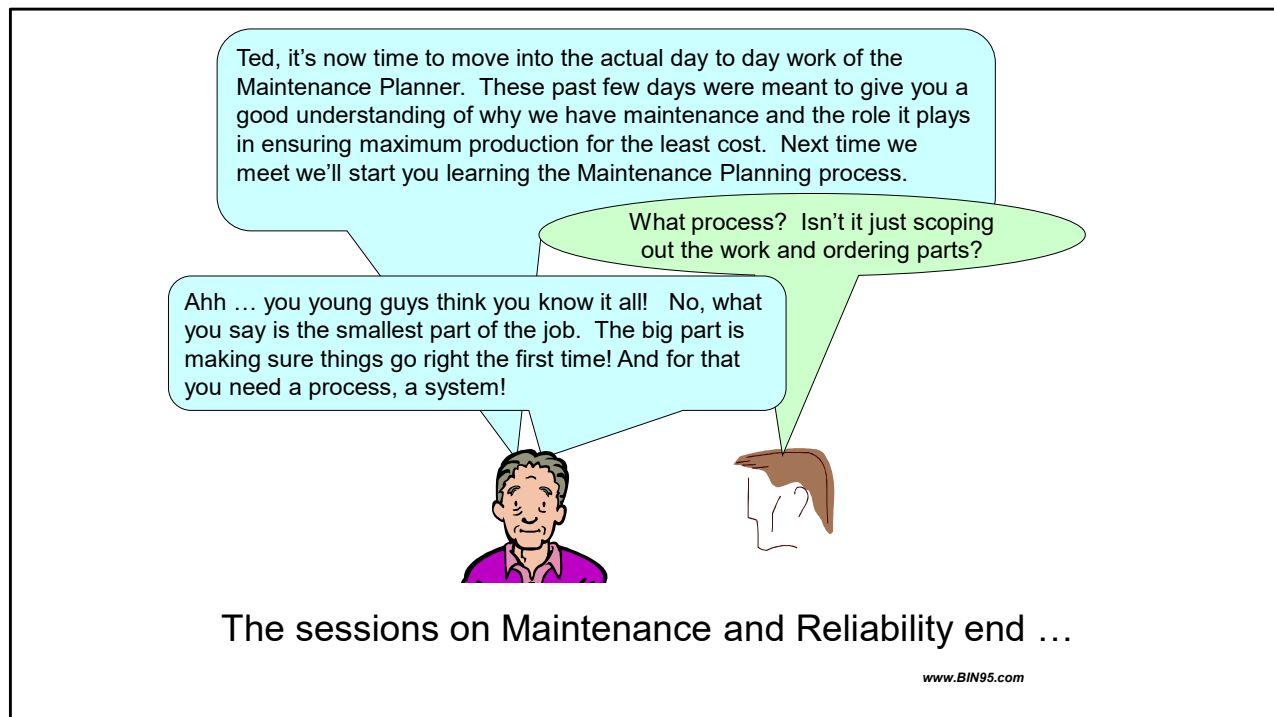 Ted, it’s now time to move into the actual day to day work of the
Maintenance Planner.  These past few days were meant to give you a
good understanding of why we have maintenance and the role it plays
in ensuring maximum production for the least cost.  Next time we
meet we’ll start you learning the Maintenance Planning process.
What process?  Isn’t it just scoping
out the work and ordering parts?
Ahh … you young guys think you know it all!   No, what
you say is the smallest part of the job.  The big part is
making sure things go right the first time! And for that
you need a process, a system!
The sessions on Maintenance and Reliability end …
www.BIN95.com